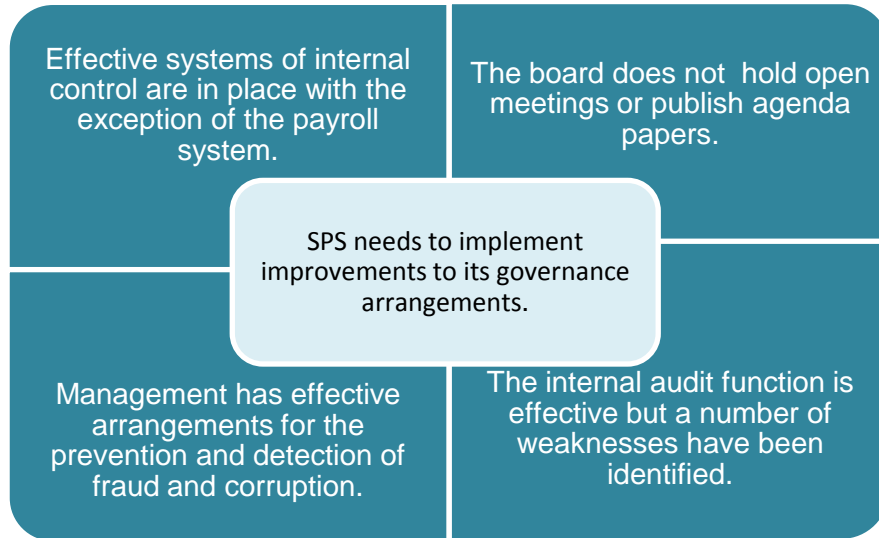 Effective systems of internal
control are in place with the
exception of the payroll
system.
The board does not hold open
meetings or publish agenda
papers.
SPS needs to implement
improvements to its governance
arrangements.
Management has effective
arrangements for the
prevention and detection of
fraud and corruption.
The internal audit function is
effective but a number of
weaknesses have been
identified.